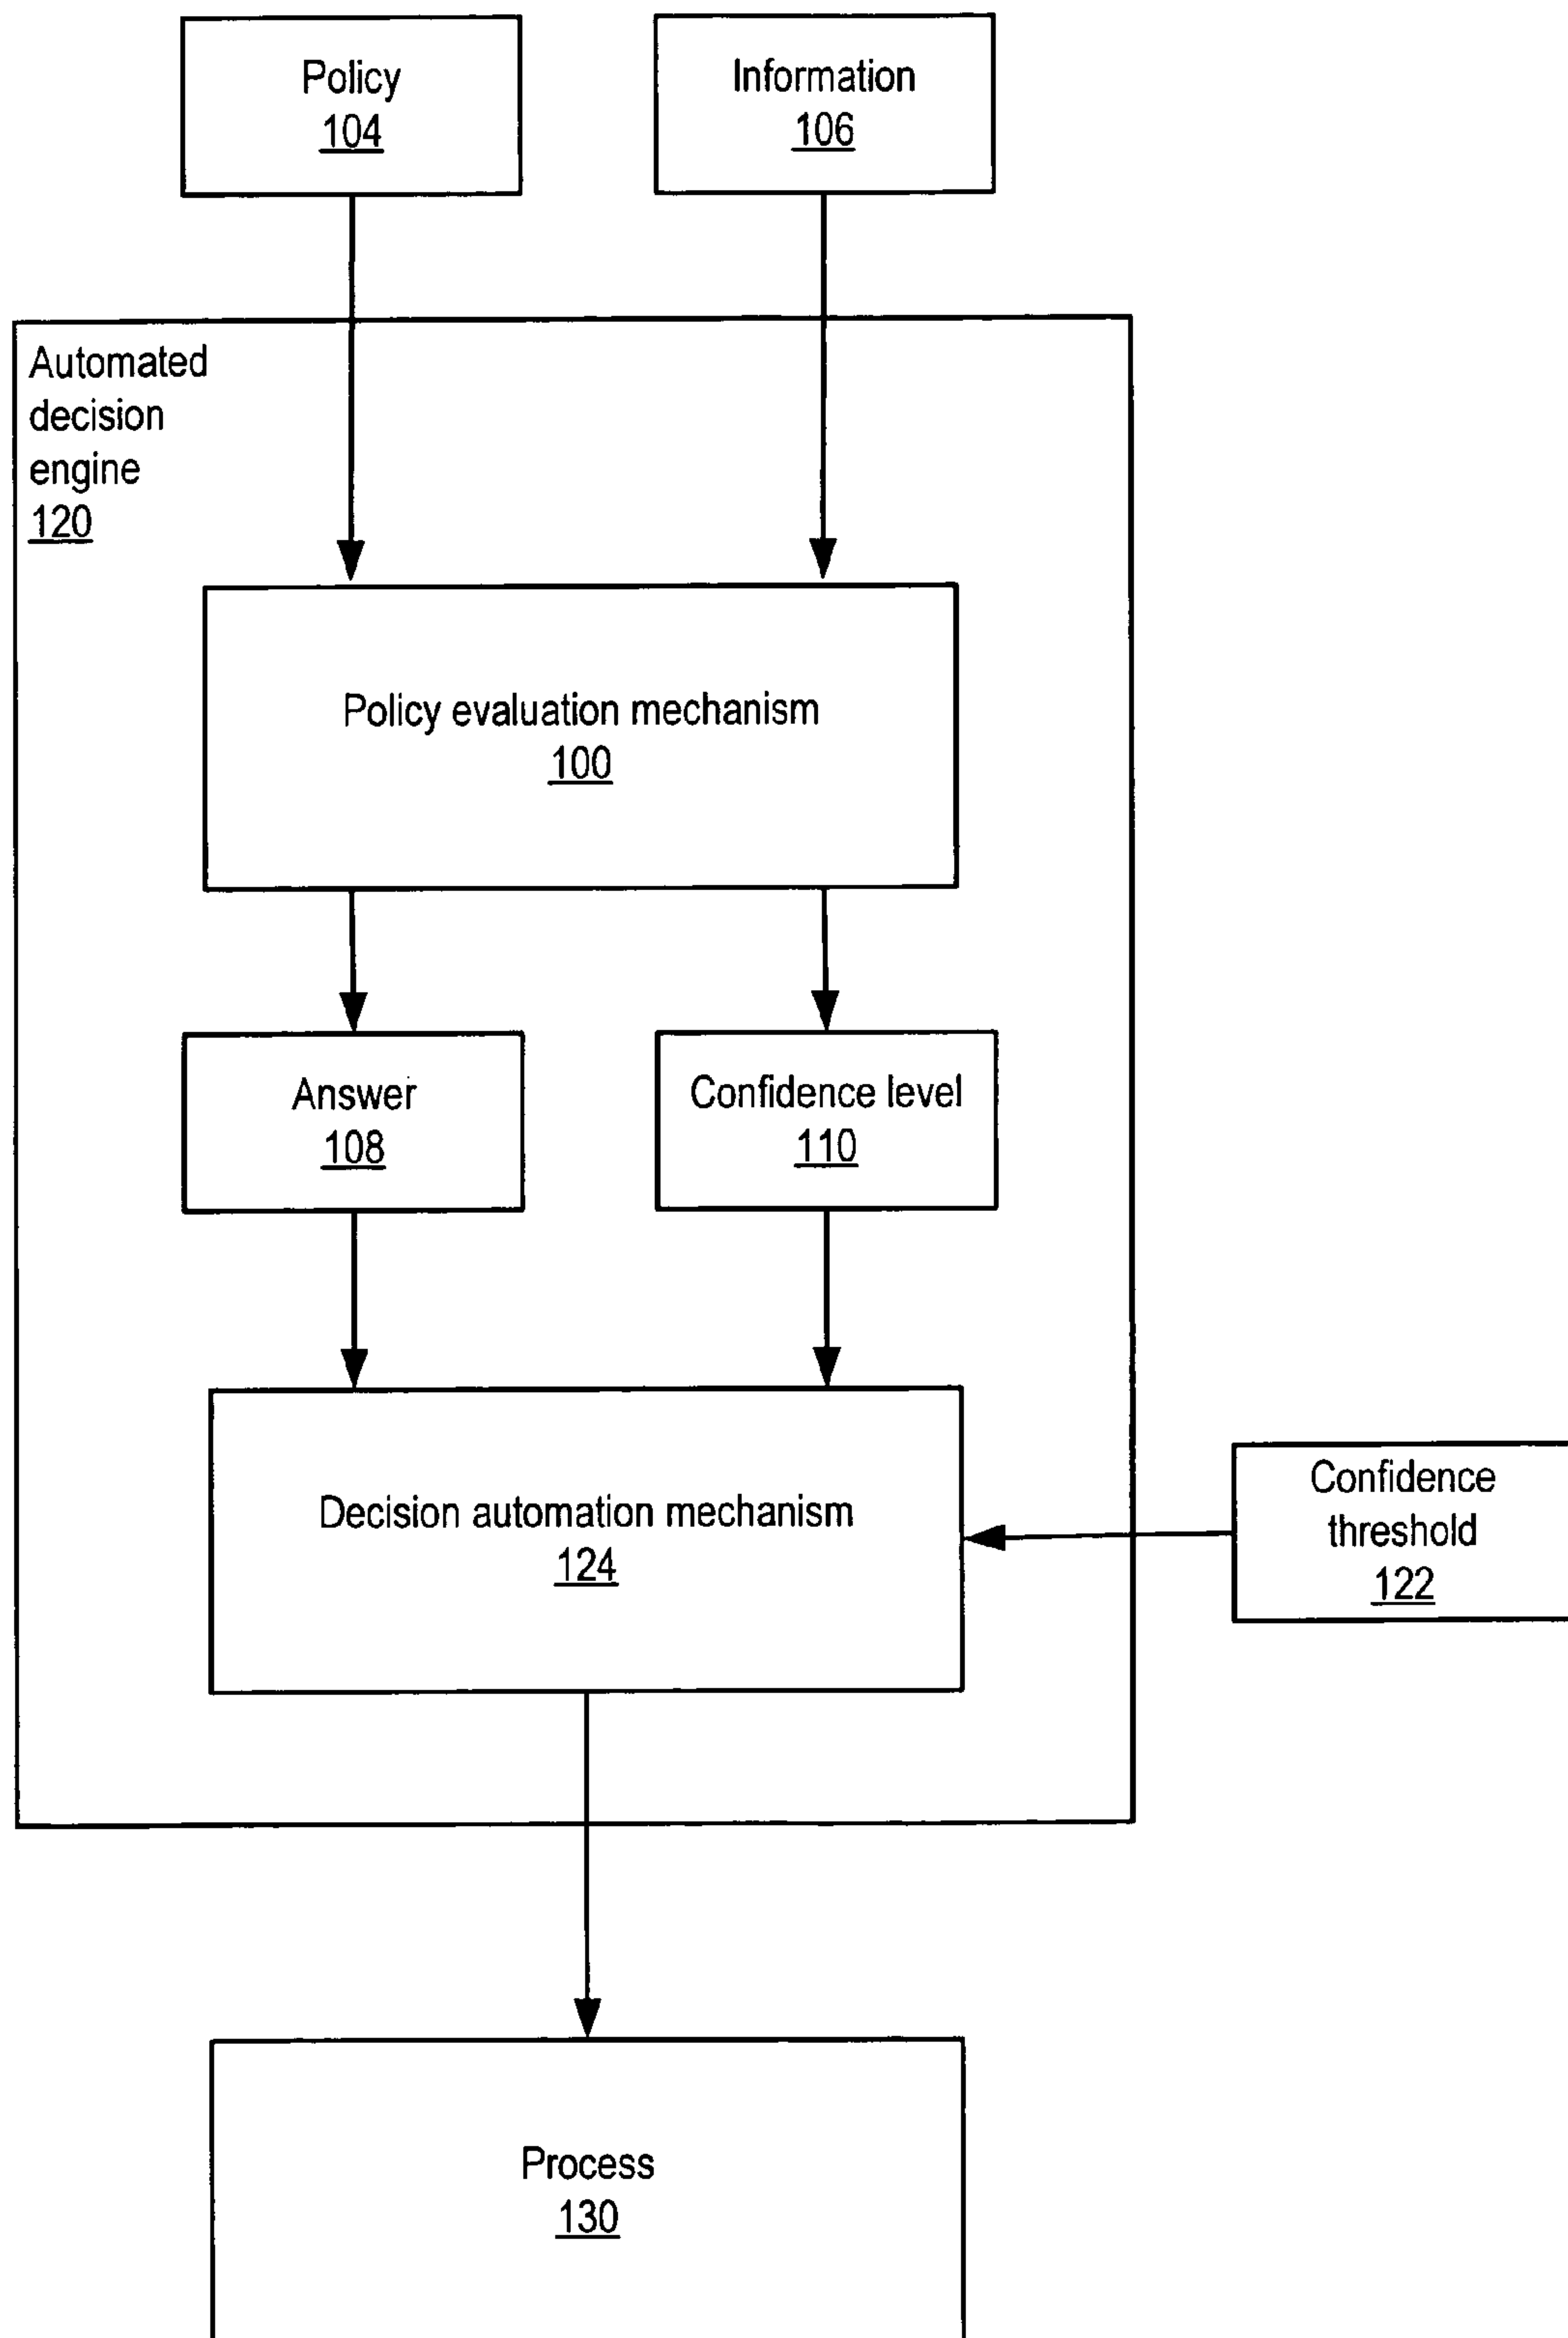 Policy
104
Information
106
Automated
decision
engine
120
Policy evaluation mechanism
100
Answer
108
Confidence level
110
Decision automation mechanism
124
Confidence
threshold
122
Process
130